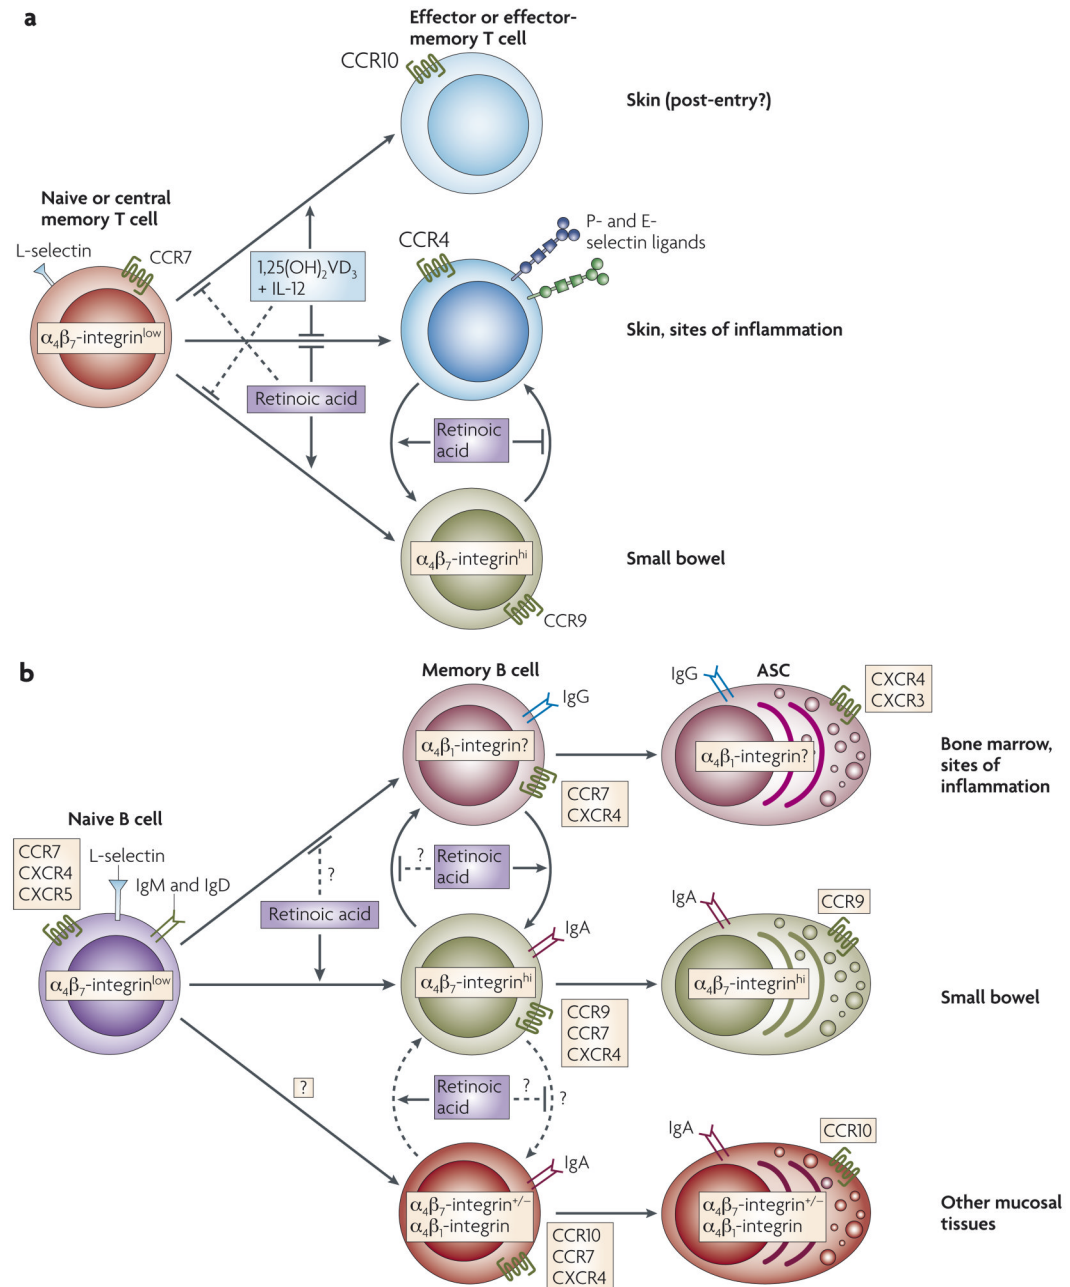 a
Effector or effector-
memory T cell
CCR10
Skin (post-entry?)
Naive or central
memory T cell
L-selectin
CCR7
α₄β₇-integrinˡᵒʷ
1,25(OH)₂VD₃
+ IL-12
Retinoic acid
CCR4
P- and E-
selectin ligands
Skin, sites of inflammation
Retinoic
acid
α₄β₇-integrinʰⁱ
CCR9
Small bowel
b
Memory B cell
ASC
IgG
α₄β₁-integrin?
CCR7
CXCR4
IgG
CXCR4
CXCR3
α₄β₁-integrin?
Bone marrow,
sites of
inflammation
Naive B cell
CCR7
CXCR4
CXCR5
L-selectin
IgM and IgD
α₄β₇-integrinˡᵒʷ
?
Retinoic acid
?
Retinoic
acid
IgA
α₄β₇-integrinʰⁱ
CCR9
CCR7
CXCR4
IgA
CCR9
α₄β₇-integrinʰⁱ
Small bowel
?
Retinoic
acid
?
?
IgA
α₄β₇-integrin⁺/⁻
α₄β₁-integrin
CCR10
CCR7
CXCR4
IgA
CCR10
α₄β₇-integrin⁺/⁻
α₄β₁-integrin
Other mucosal
tissues